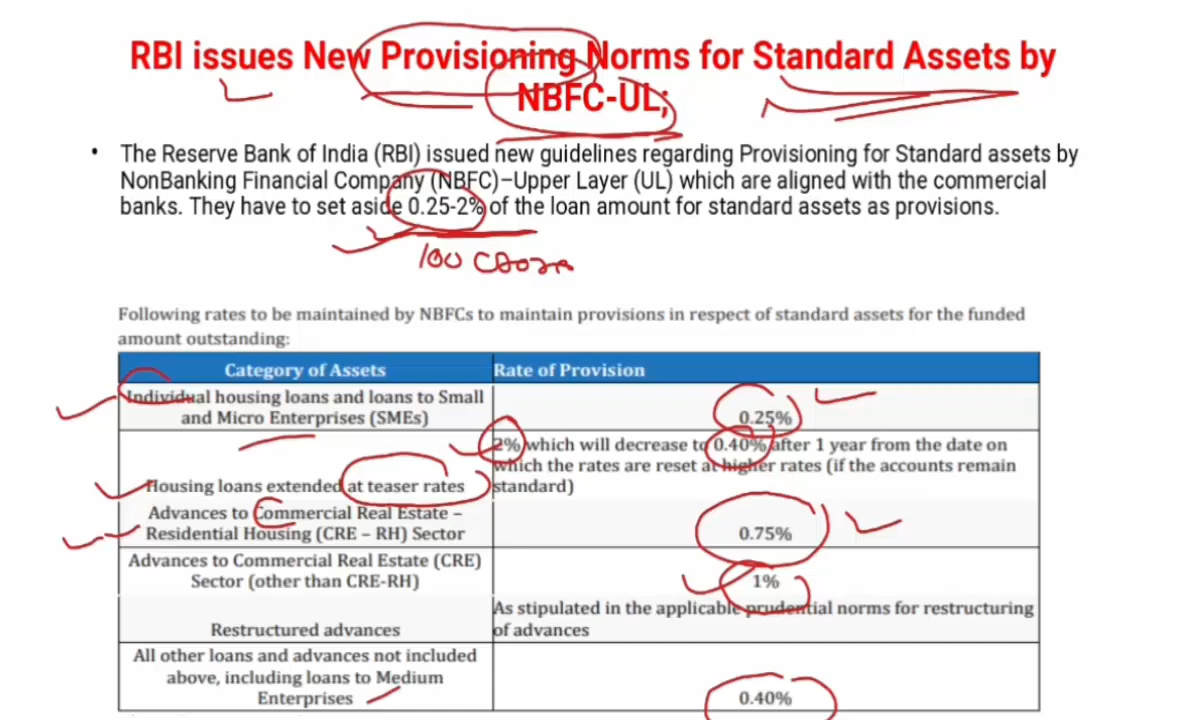 RBI issues New Provisioning Norms for Standard Assets by
NBFC-UL;
• The Reserve Bank of India (RBI) issued new guidelines regarding Provisioning for Standard assets by
NonBanking Financial Company (NBFC)–Upper Layer (UL) which are aligned with the commercial
banks. They have to set aside 0.25-2% of the loan amount for standard assets as provisions.
100
Following rates to be maintained by NBFCs to maintain provisions in respect of standard assets for the funded
amount outstanding:
Category of Assets Rate of Provision
Individual housing loans and loans to Small
and Micro Enterprises (SMEs)
0.25%
Housing loans extended at teaser rates
2% which will decrease to 0.40% after 1 year from the date on
which the rates are reset at higher rates (if the accounts remain
standard)
Advances to Commercial Real Estate –
Residential Housing (CRE – RH) Sector
0.75%
Advances to Commercial Real Estate (CRE)
Sector (other than CRE-RH)
1%
Restructured advances
As stipulated in the applicable prudential norms for restructuring
of advances
All other loans and advances not included
above, including loans to Medium
Enterprises
0.40%